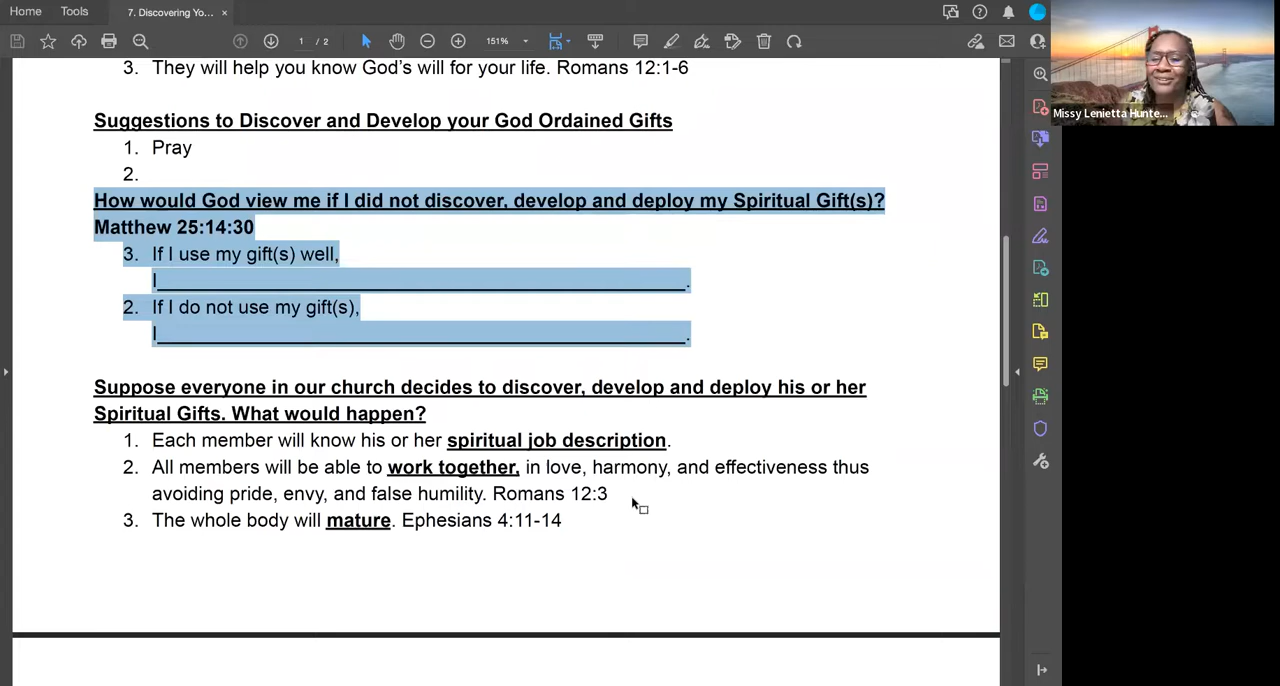 Home Tools 7. Discovering Yo... ×
1 / 2 151%
Missy Lenietta Hunte...
3. They will help you know God's will for your life. Romans 12:1-6
Suggestions to Discover and Develop your God Ordained Gifts
1. Pray
2.
How would God view me if I did not discover, develop and deploy my Spiritual Gift(s)?
Matthew 25:14:30
3. If I use my gift(s) well,
I________________________________________________.
2. If I do not use my gift(s),
I________________________________________________.
Suppose everyone in our church decides to discover, develop and deploy his or her
Spiritual Gifts. What would happen?
1. Each member will know his or her spiritual job description.
2. All members will be able to work together, in love, harmony, and effectiveness thus
avoiding pride, envy, and false humility. Romans 12:3
3. The whole body will mature. Ephesians 4:11-14